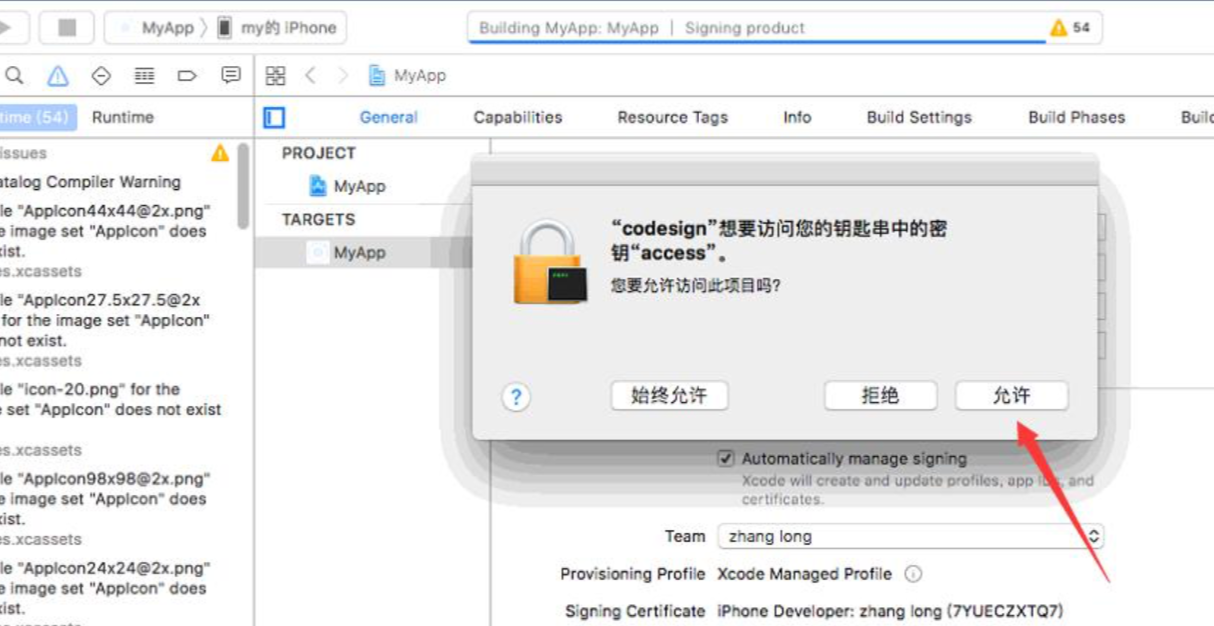 MyApp 〉 my的 iPhone
Building MyApp: MyApp | Signing product
54
MyApp
time (54) Runtime
General Capabilities Resource Tags Info Build Settings Build Phases Build
issues
atalog Compiler Warning
le "AppIcon44x44@2x.png"
e image set "AppIcon" does
xist.
es.xcassets
le "AppIcon27.5x27.5@2x
for the image set "AppIcon"
not exist.
es.xcassets
le "icon-20.png" for the
e set "AppIcon" does not exist
es.xcassets
le "AppIcon98x98@2x.png"
e image set "AppIcon" does
xist.
es.xcassets
le "AppIcon24x24@2x.png"
e image set "AppIcon" does
xist.
PROJECT
MyApp
TARGETS
MyApp
“codesign”想要访问您的钥匙串中的密
钥“access”。
您要允许访问此项目吗?
? 始终允许 拒绝 允许
Automatically manage signing
Xcode will create and update profiles, app and
certificates.
Team zhang long
Provisioning Profile Xcode Managed Profile
Signing Certificate iPhone Developer: zhang long (7YUECZXTQ7)